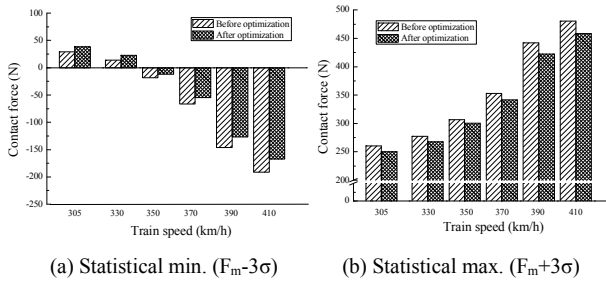 100
50
0
-50
-100
-150
-200
-250
Contact force (N)
Before optimization
After optimization
305 330 350 370 390 410
Train speed (km/h)
(a) Statistical min. (Fm-3σ)
500
450
400
350
300
250
200
0
Contact force (N)
Before optimization
After optimization
305 330 350 370 390 410
Train speed (km/h)
(b) Statistical max. (Fm+3σ)